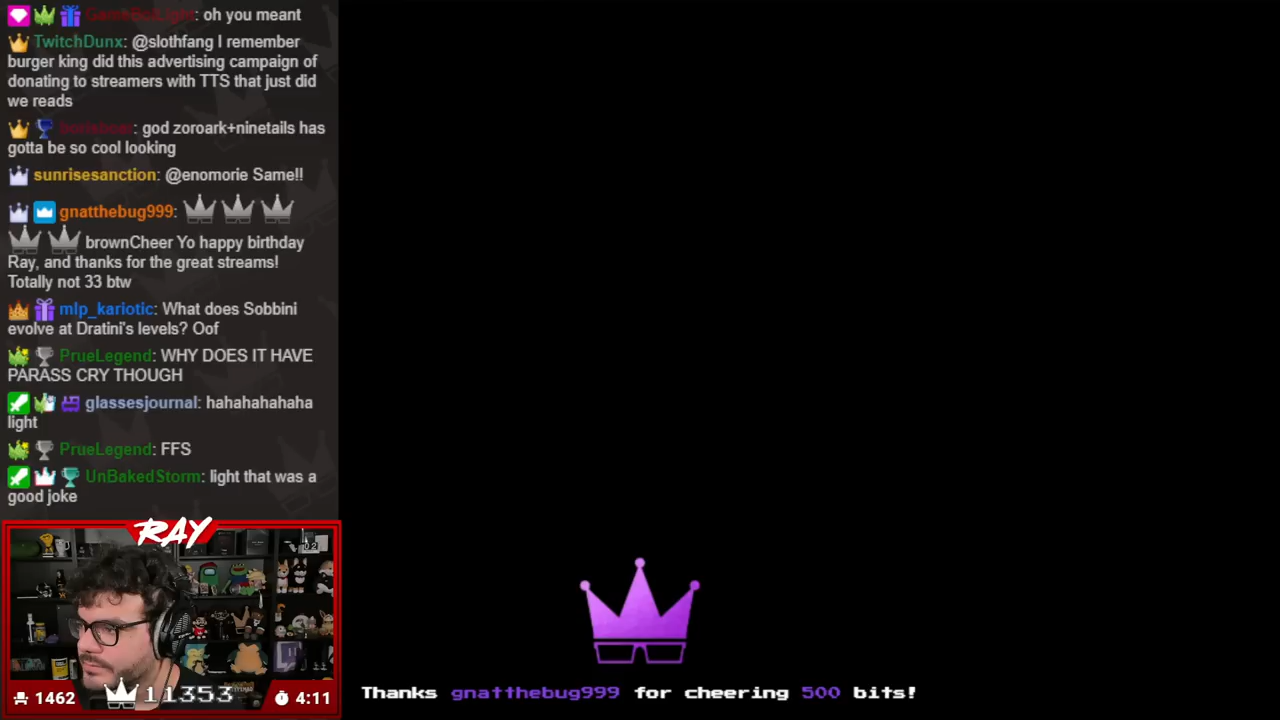 GameBoiLight: oh you meant
TwitchDunx: @slothfang I remember
burger king did this advertising campaign of
donating to streamers with TTS that just did
we reads
: god zoroark+ninetails has
gotta be so cool looking
sunrisesanction: @enomorie Same!!
gnatthebug999:
brownCheer Yo happy birthday
Ray, and thanks for the great streams!
Totally not 33 btw
mlp_kariotic: What does Sobbini
evolve at Dratini's levels? Oof
PrueLegend: WHY DOES IT HAVE
PARASS CRY THOUGH
glassesjournal: hahahahahaha
light
PrueLegend: FFS
UnBakedStorm: light that was a
good joke
RAY
1462
11353
4:11
Thanks gnatthebug999 for cheering 500 bits!